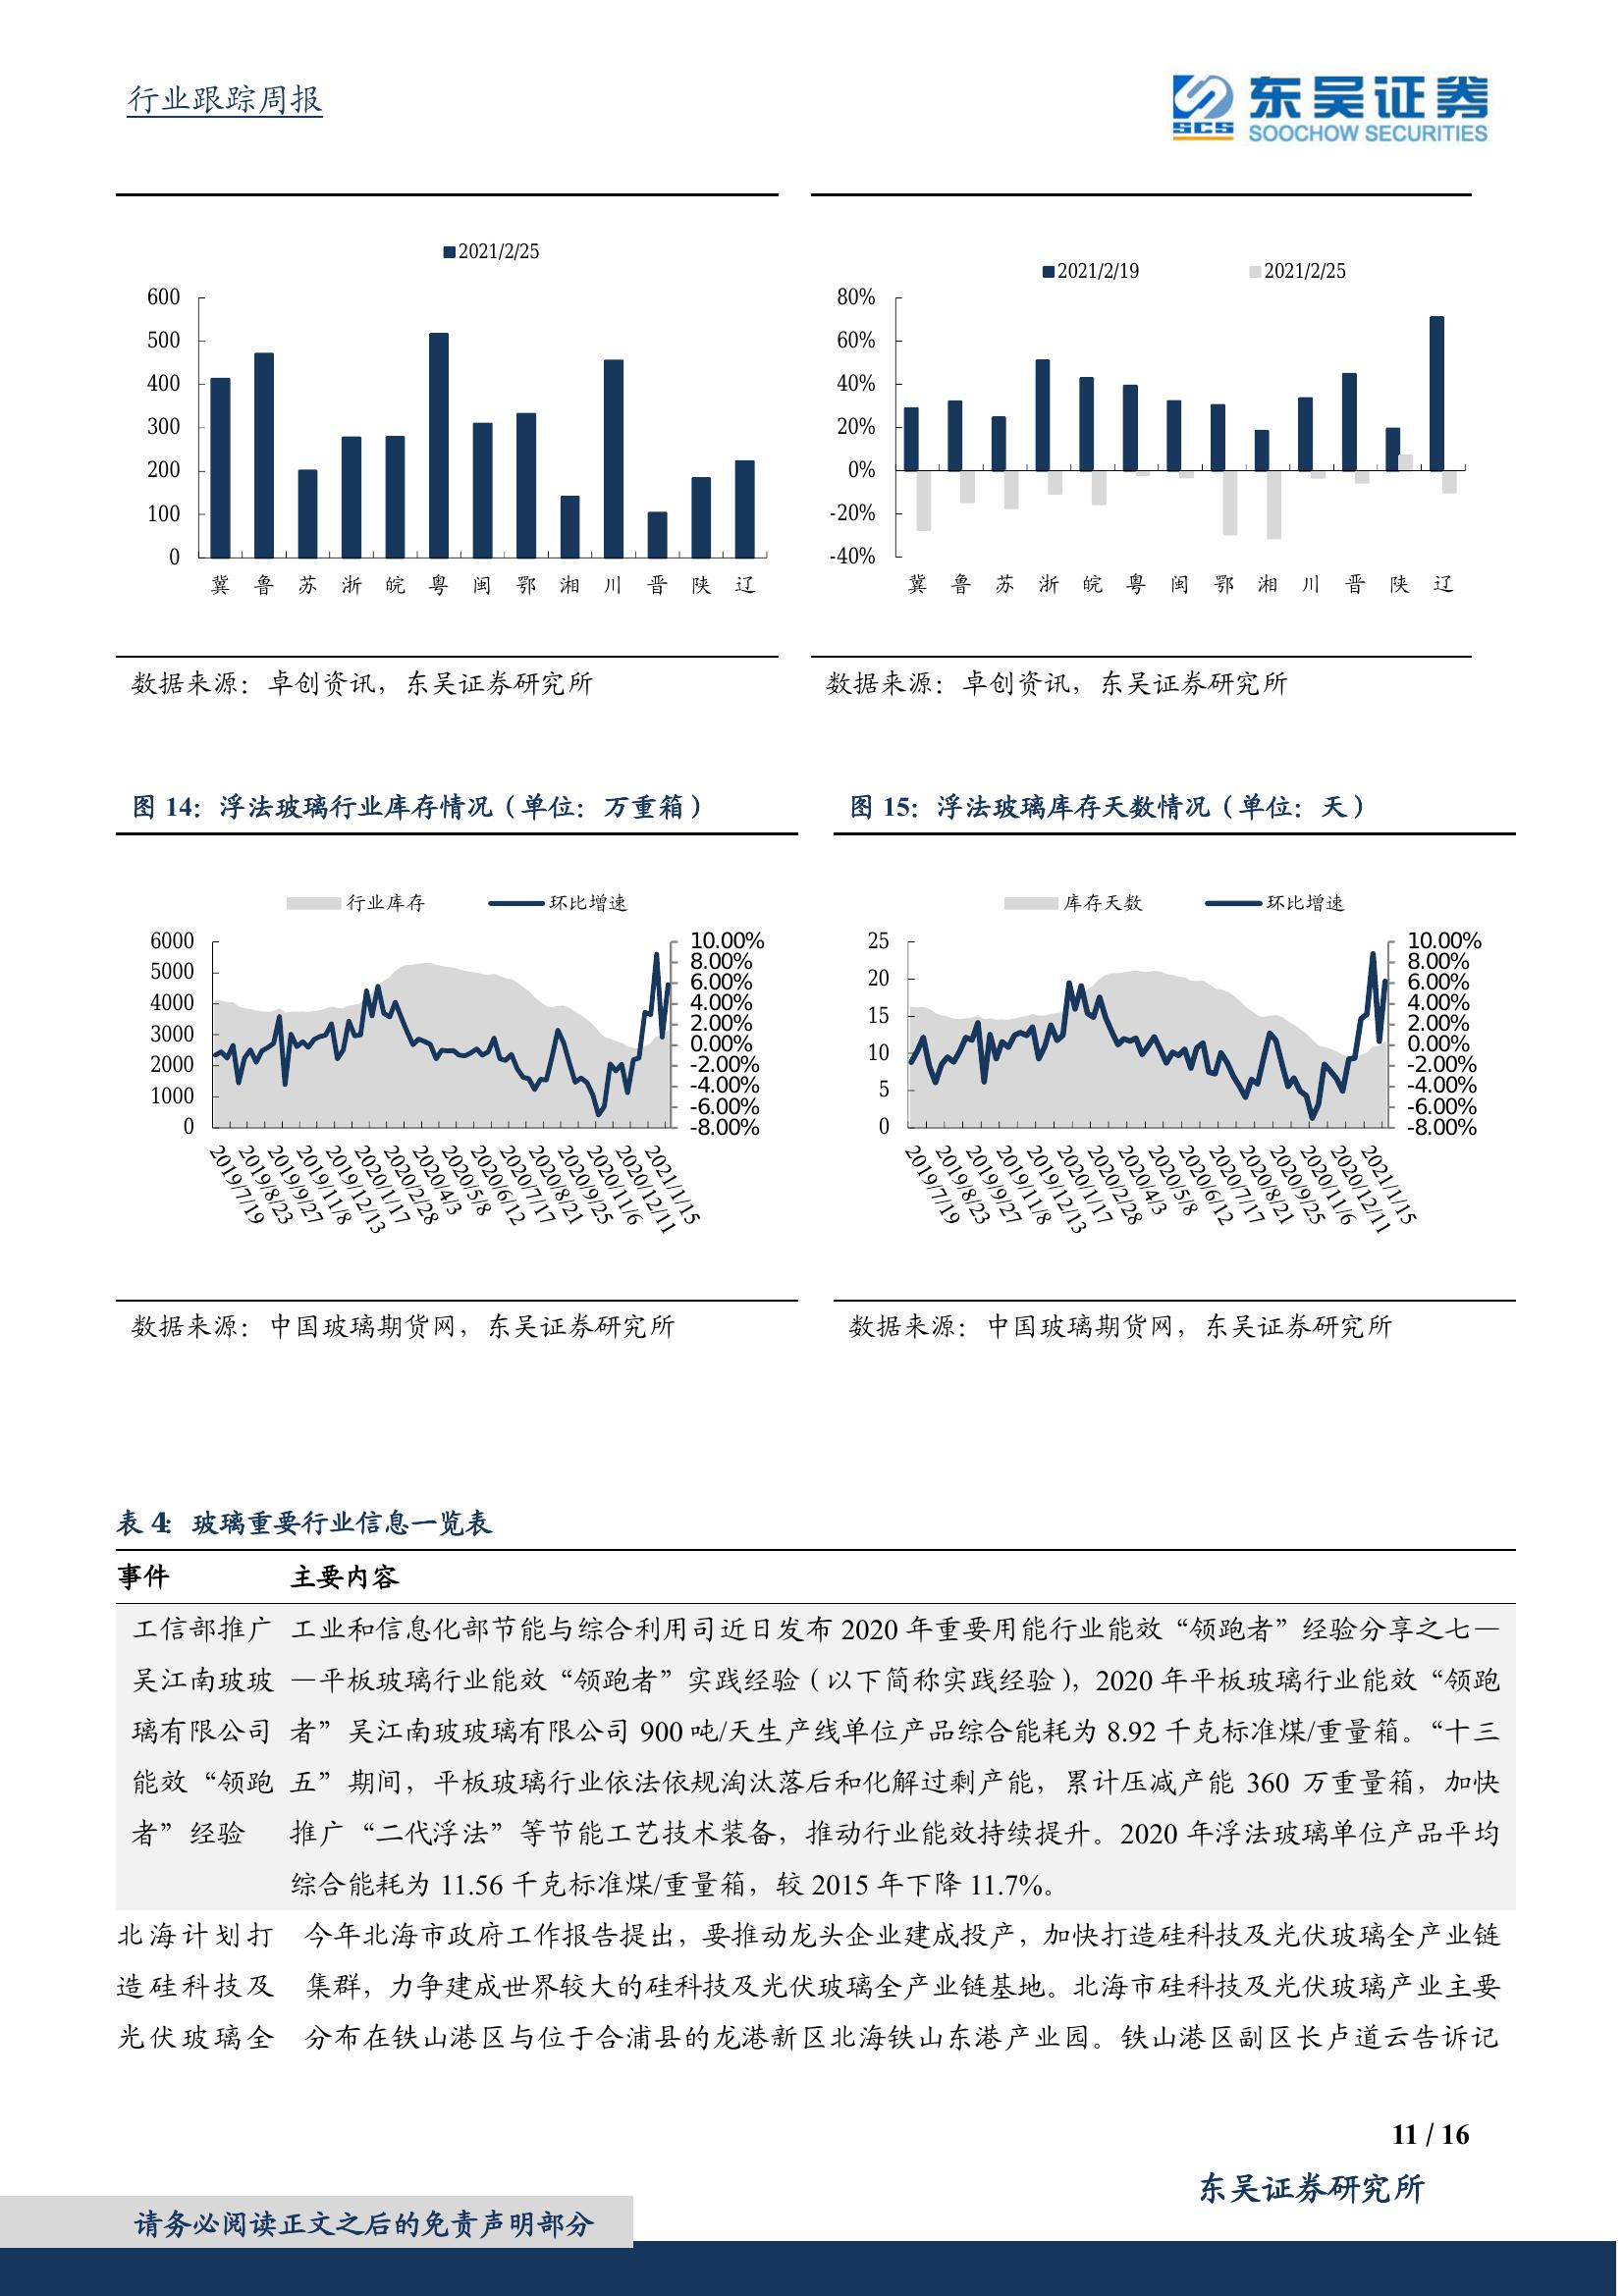 行业跟踪周报
SCS 东吴证券
SOOCHOW SECURITIES
2021/2/25
600
500
400
300
200
100
0
冀 鲁 苏 浙 皖 粤 闽 鄂 湘 川 晋 陕 辽
2021/2/19 2021/2/25
80%
60%
40%
20%
0%
-20%
-40%
冀 鲁 苏 浙 皖 粤 闽 鄂 湘 川 晋 陕 辽
数据来源：卓创资讯，东吴证券研究所
数据来源：卓创资讯，东吴证券研究所
图 14：浮法玻璃行业库存情况（单位：万重箱）
行业库存 环比增速
6000
5000
4000
3000
2000
1000
0
10.00%
8.00%
6.00%
4.00%
2.00%
0.00%
-2.00%
-4.00%
-6.00%
-8.00%
2019/7/19 2019/8/23 2019/9/27 2019/11/8 2019/12/13 2020/1/17 2020/2/28 2020/4/3 2020/5/8 2020/6/12 2020/7/17 2020/8/21 2020/9/25 2020/11/6 2020/12/11 2021/1/15
数据来源：中国玻璃期货网，东吴证券研究所
图 15：浮法玻璃库存天数情况（单位：天）
库存天数 环比增速
25
20
15
10
5
0
10.00%
8.00%
6.00%
4.00%
2.00%
0.00%
-2.00%
-4.00%
-6.00%
-8.00%
2019/7/19 2019/8/23 2019/9/27 2019/11/8 2019/12/13 2020/1/17 2020/2/28 2020/4/3 2020/5/8 2020/6/12 2020/7/17 2020/8/21 2020/9/25 2020/11/6 2020/12/11 2021/1/15
数据来源：中国玻璃期货网，东吴证券研究所
表 4：玻璃重要行业信息一览表
事件 主要内容
工信部推广 工业和信息化部节能与综合利用司近日发布 2020 年重要用能行业能效“领跑者”经验分享之七—
吴江南玻玻 —平板玻璃行业能效“领跑者”实践经验（以下简称实践经验），2020 年平板玻璃行业能效“领跑
璃有限公司 者”吴江南玻玻璃有限公司 900 吨/天生产线单位产品综合能耗为 8.92 千克标准煤/重量箱。“十三
能效“领跑 五”期间，平板玻璃行业依法依规淘汰落后和化解过剩产能，累计压减产能 360 万重量箱，加快
者”经验 推广“二代浮法”等节能工艺技术装备，推动行业能效持续提升。2020 年浮法玻璃单位产品平均
综合能耗为 11.56 千克标准煤/重量箱，较 2015 年下降 11.7%。
北海计划打 今年北海市政府工作报告提出，要推动龙头企业建成投产，加快打造硅科技及光伏玻璃全产业链
造硅科技及 集群，力争建成世界较大的硅科技及光伏玻璃全产业链基地。北海市硅科技及光伏玻璃产业主要
光伏玻璃全 分布在铁山港区与位于合浦县的龙港新区北海铁山东港产业园。铁山港区副区长卢道云告诉记
11 / 16
东吴证券研究所
请务必阅读正文之后的免责声明部分